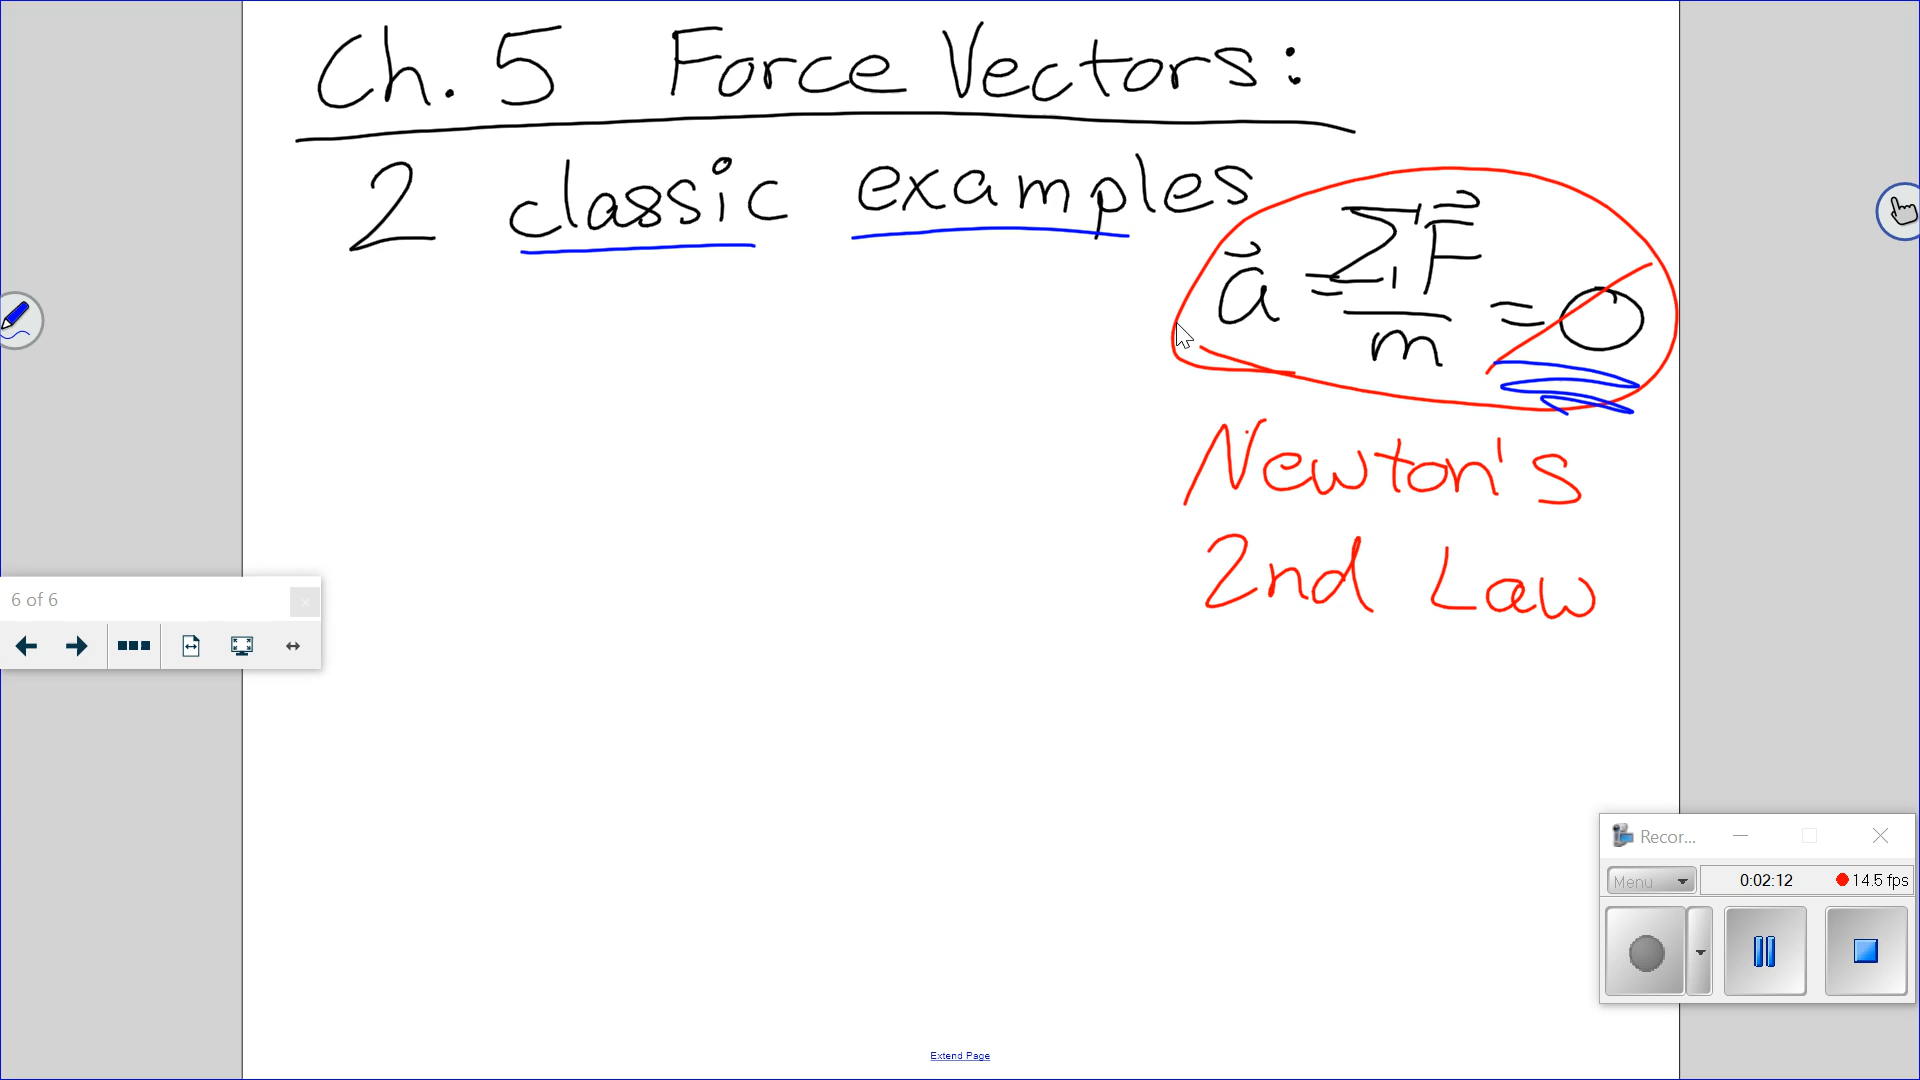 Ch. 5 Force Vectors:
2 classic examples
a⃗ = ΣF⃗/m = 0
Newton's
2nd Law
6 of 6
Recor...
Menu
0:02:12
14.5 fps
Extend Page